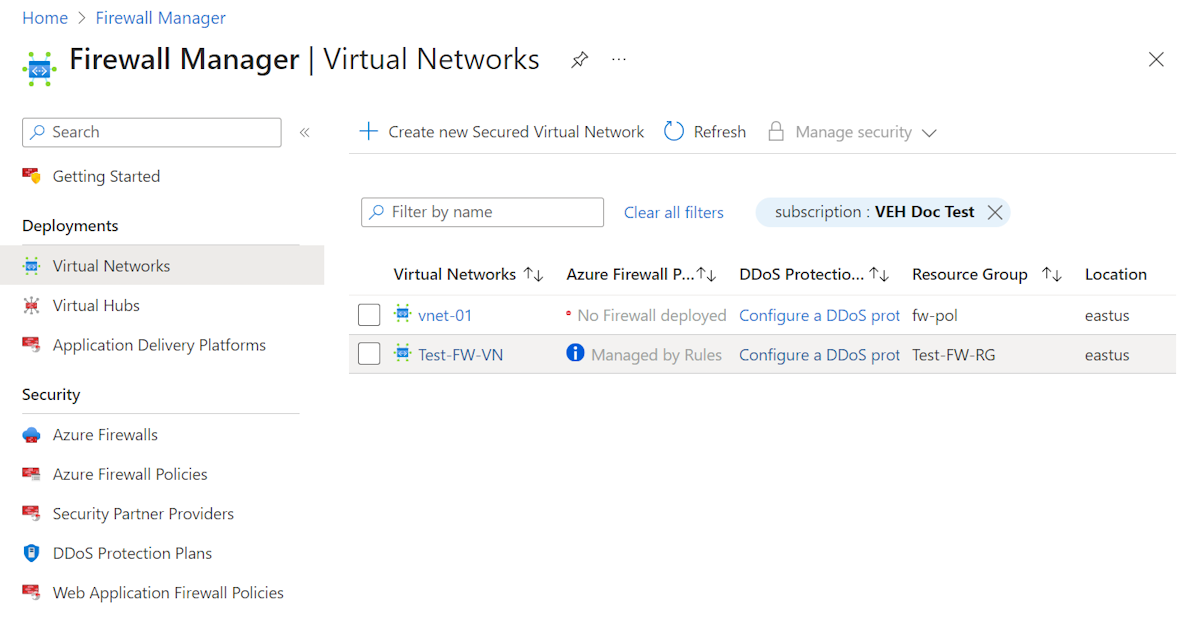 Home > Firewall Manager
Firewall Manager | Virtual Networks ...
Search «
Getting Started
Deployments
Virtual Networks
Virtual Hubs
Application Delivery Platforms
Security
Azure Firewalls
Azure Firewall Policies
Security Partner Providers
DDoS Protection Plans
Web Application Firewall Policies
Create new Secured Virtual Network Refresh Manage security
Filter by name Clear all filters subscription : VEH Doc Test
Virtual Networks ↑↓ Azure Firewall P...↑↓ DDoS Protectio... ↑↓ Resource Group ↑↓ Location
vnet-01 No Firewall deployed Configure a DDoS prot fw-pol eastus
Test-FW-VN Managed by Rules Configure a DDoS prot Test-FW-RG eastus